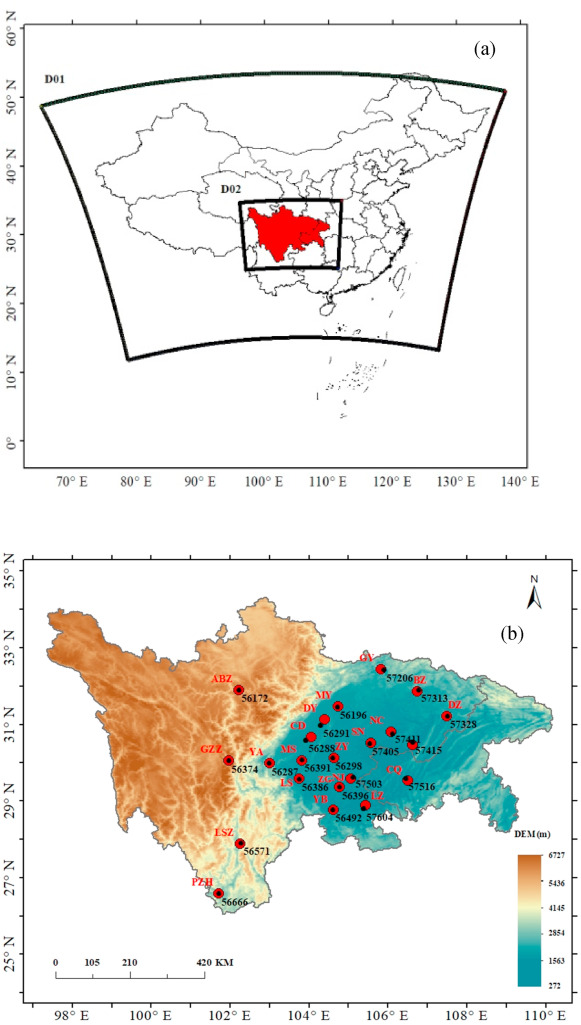 (a)
60° N
50° N
40° N
30° N
20° N
10° N
0°
D01
D02
70° E 80° E 90° E 100° E 110° E 120° E 130° E 140° E
(b)
N
35° N
33° N
31° N
29° N
27° N
25° N
GY
57206
BZ
57313
ABZ
56172
MY
56196
DZ
57328
DY
56291
NC
57411
CD
56288
SN
57405
57415
GZZ
56374
YA
56287
MS
56391
ZY
56298
LS
56386
ZG
NJ
57503
56396
CQ
57516
YB
56492
LZ
57604
LSZ
56571
PZH
56666
DEM (m)
6727
5436
4145
2854
1563
272
0 105 210 420 KM
98° E 100° E 102° E 104° E 106° E 108° E 110° E